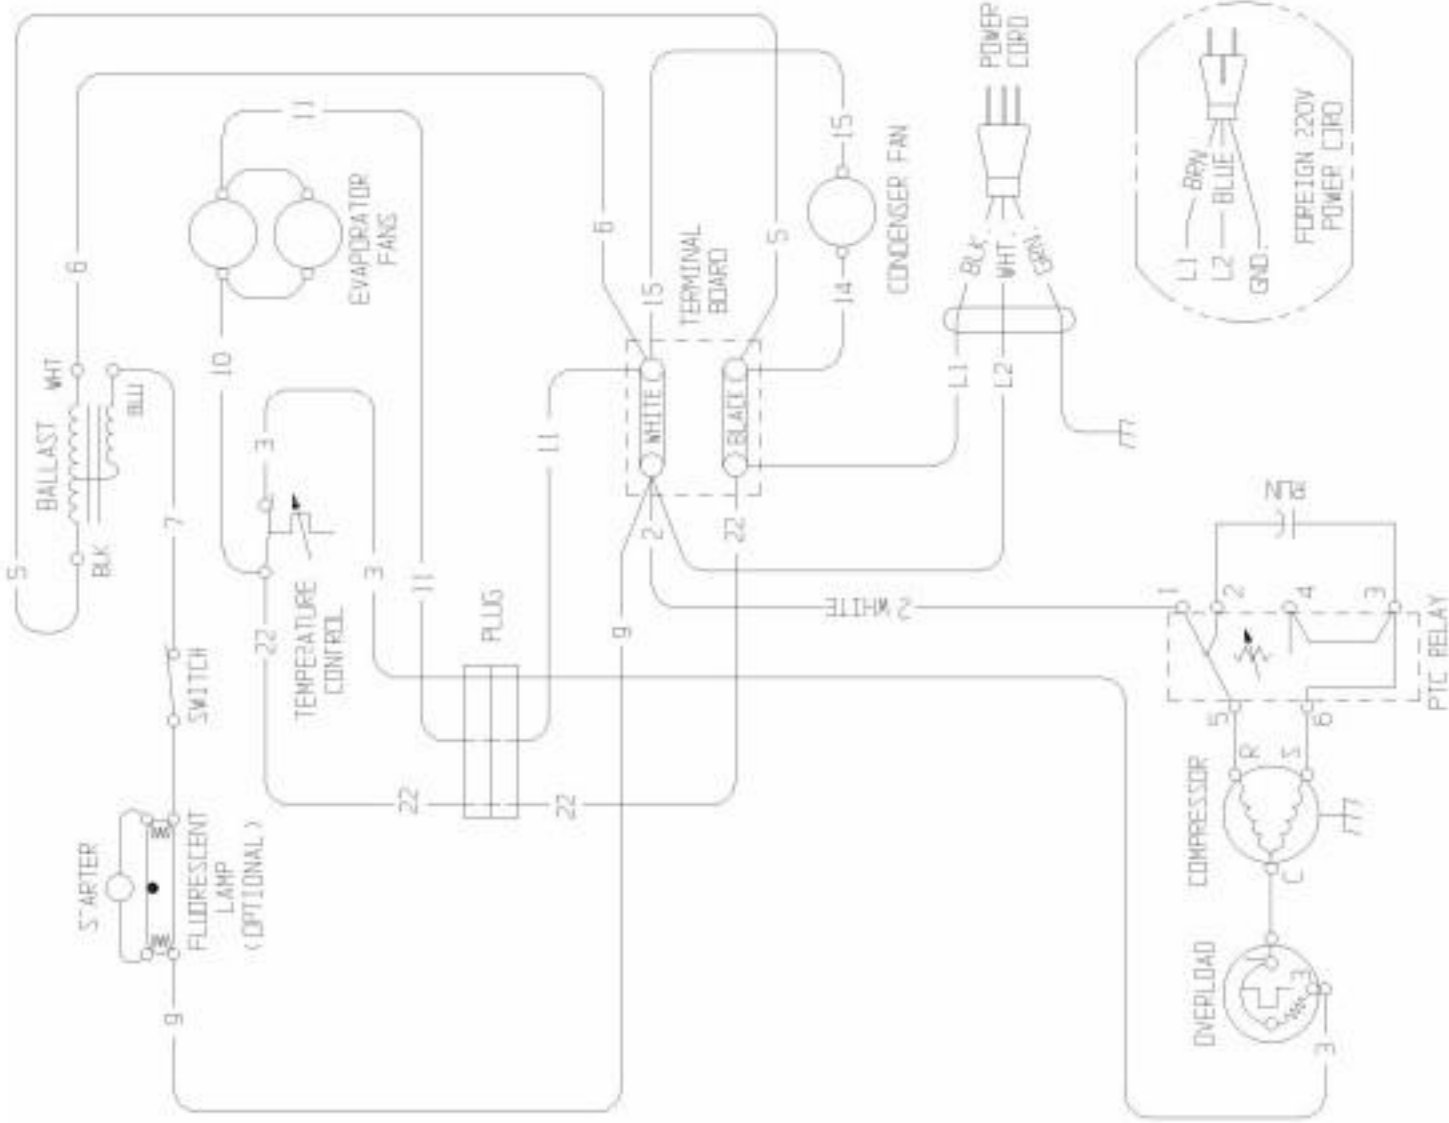 POWER
CORD
5
6
11
15
15
14
6
5
EVAPORATOR
FANS
TERMINAL
BOARD
CONDENSER FAN
BLK
WHT.
GRN.
L1
L2
BRN
BLUE
L1
L2
GND.
FOREIGN 220V
POWER CORD
BALLAST
WHT
BLU
BLK
10
3
7
TEMPERATURE
CONTROL
22
3
11
11
PLUG
WHITE
BLACK
2
22
9
2 WHITE
RUN
1
2
4
3
5
6
PTC RELAY
SWITCH
22
22
STARTER
FLUORESCENT
LAMP
(OPTIONAL)
9
COMPRESSOR
R
S
C
OVERLOAD
1
3
3